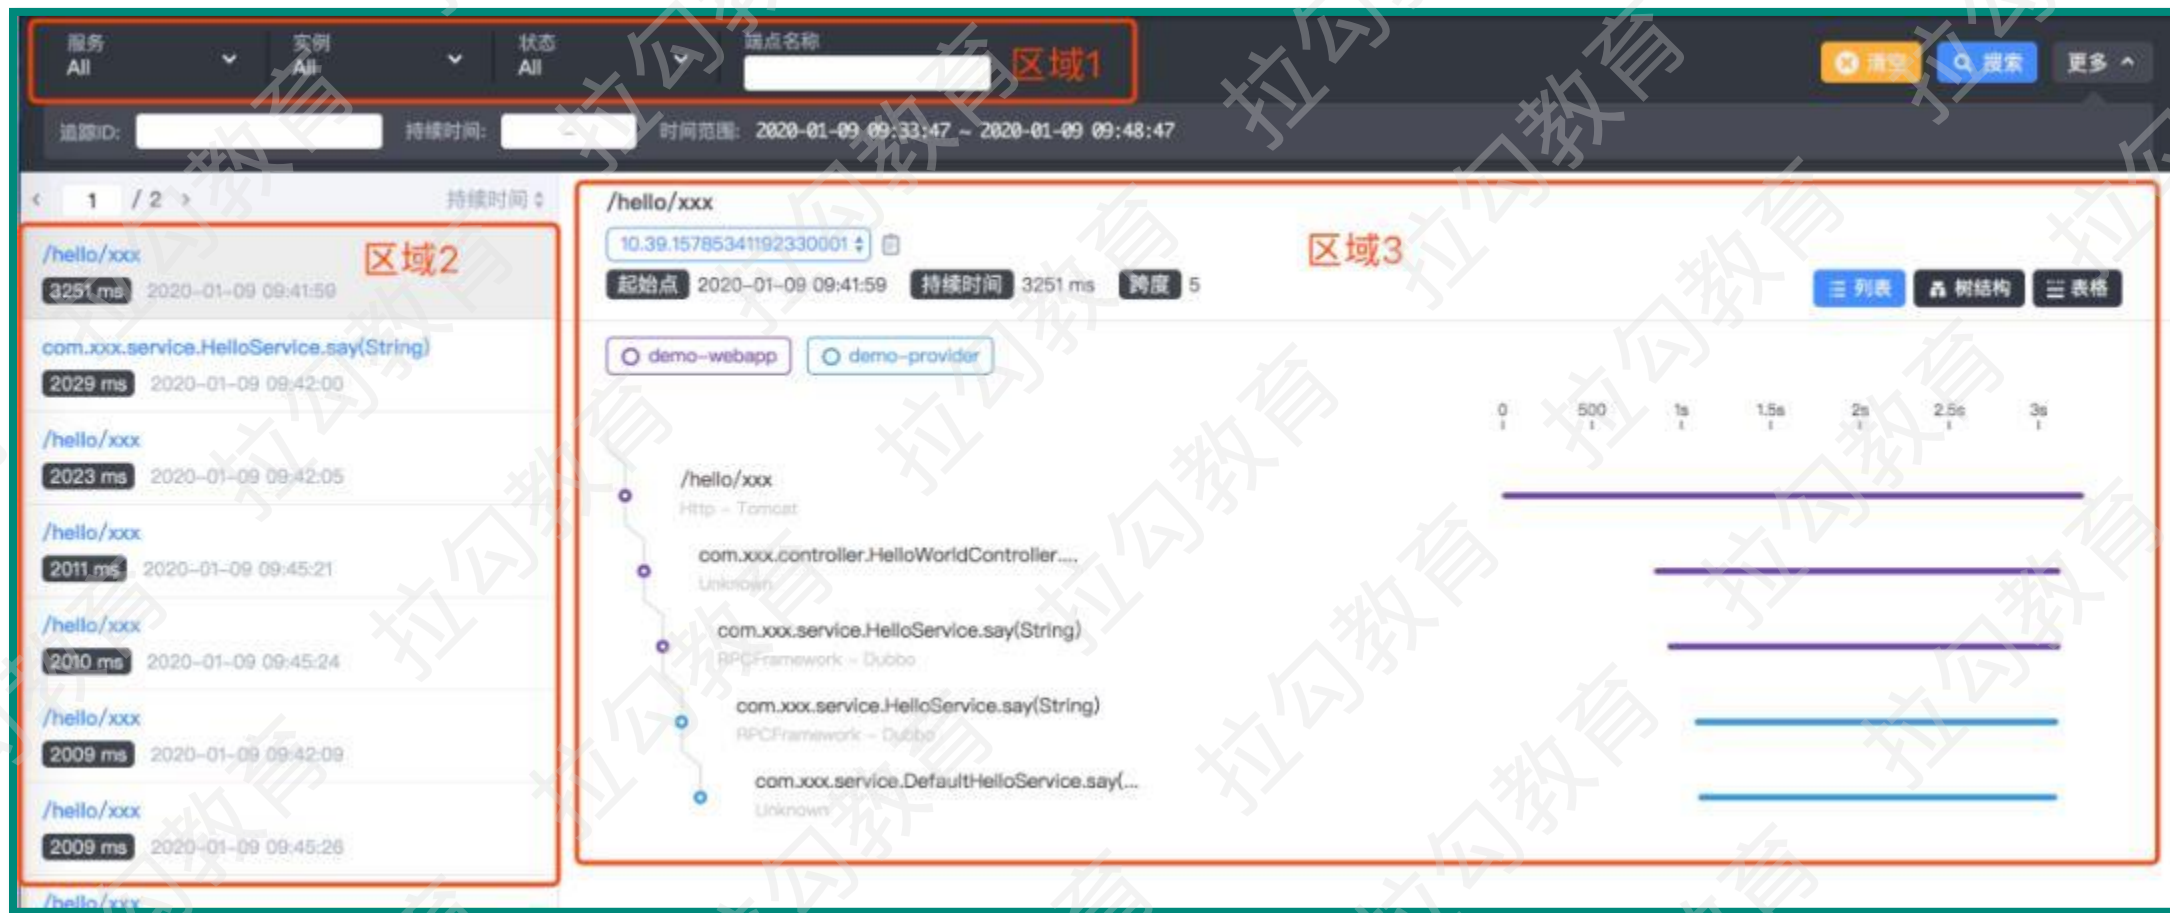 服务 实例 状态 端点名称
All All All 区域1 清空 搜索 更多
追踪ID: 持续时间: - 时间范围: 2020-01-09 09:33:47 ~ 2020-01-09 09:48:47
< 1 / 2 > 持续时间
区域2
/hello/xxx
3251 ms 2020-01-09 09:41:59
com.xxx.service.HelloService.say(String)
2029 ms 2020-01-09 09:42:00
/hello/xxx
2023 ms 2020-01-09 09:42:05
/hello/xxx
2011 ms 2020-01-09 09:45:21
/hello/xxx
2010 ms 2020-01-09 09:45:24
/hello/xxx
2009 ms 2020-01-09 09:42:09
/hello/xxx
2009 ms 2020-01-09 09:45:26
/hello/xxx
/hello/xxx
10.39.15785341192330001
区域3
起始点 2020-01-09 09:41:59 持续时间 3251 ms 跨度 5
列表 树结构 表格
demo-webapp demo-provider
0 500 1s 1.5s 2s 2.5s 3s
/hello/xxx
Http - Tomcat
com.xxx.controller.HelloWorldController....
Unknown
com.xxx.service.HelloService.say(String)
RPCFramework - Dubbo
com.xxx.service.HelloService.say(String)
RPCFramework - Dubbo
com.xxx.service.DefaultHelloService.say(...
Unknown
拉勾教育